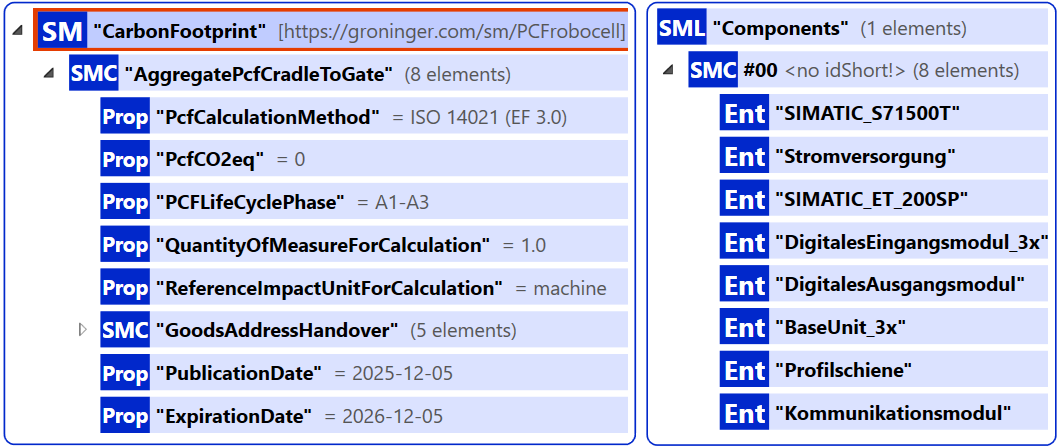 SM "CarbonFootprint" [https://groninger.com/sm/PCFrobocell]
SMC "AggregatePcfCradleToGate" (8 elements)
Prop "PcfCalculationMethod" = ISO 14021 (EF 3.0)
Prop "PcfCO2eq" = 0
Prop "PCFLifeCyclePhase" = A1-A3
Prop "QuantityOfMeasureForCalculation" = 1.0
Prop "ReferenceImpactUnitForCalculation" = machine
SMC "GoodsAddressHandover" (5 elements)
Prop "PublicationDate" = 2025-12-05
Prop "ExpirationDate" = 2026-12-05
SML "Components" (1 elements)
SMC #00 <no idShort!> (8 elements)
Ent "SIMATIC_S71500T"
Ent "Stromversorgung"
Ent "SIMATIC_ET_200SP"
Ent "DigitalesEingangsmodul_3x"
Ent "DigitalesAusgangsmodul"
Ent "BaseUnit_3x"
Ent "Profilschiene"
Ent "Kommunikationsmodul"